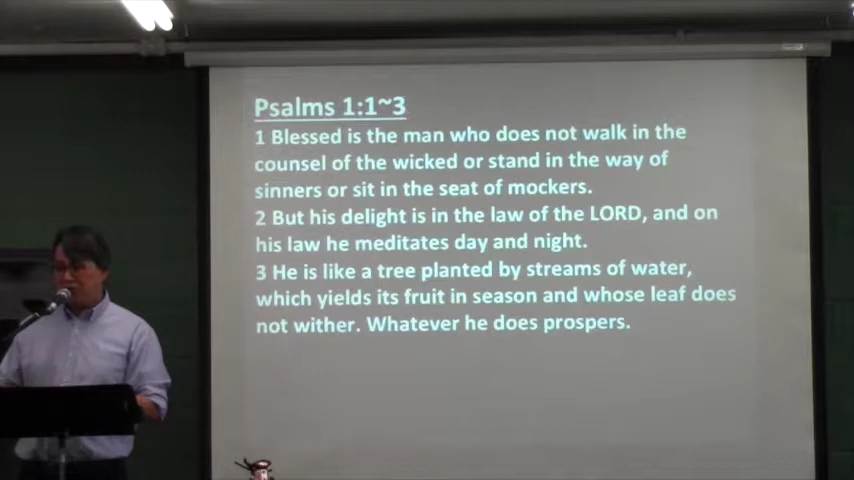 Psalms 1:1~3
1 Blessed is the man who does not walk in the
counsel of the wicked or stand in the way of
sinners or sit in the seat of mockers.
2 But his delight is in the law of the LORD, and on
his law he meditates day and night.
3 He is like a tree planted by streams of water,
which yields its fruit in season and whose leaf does
not wither. Whatever he does prospers.